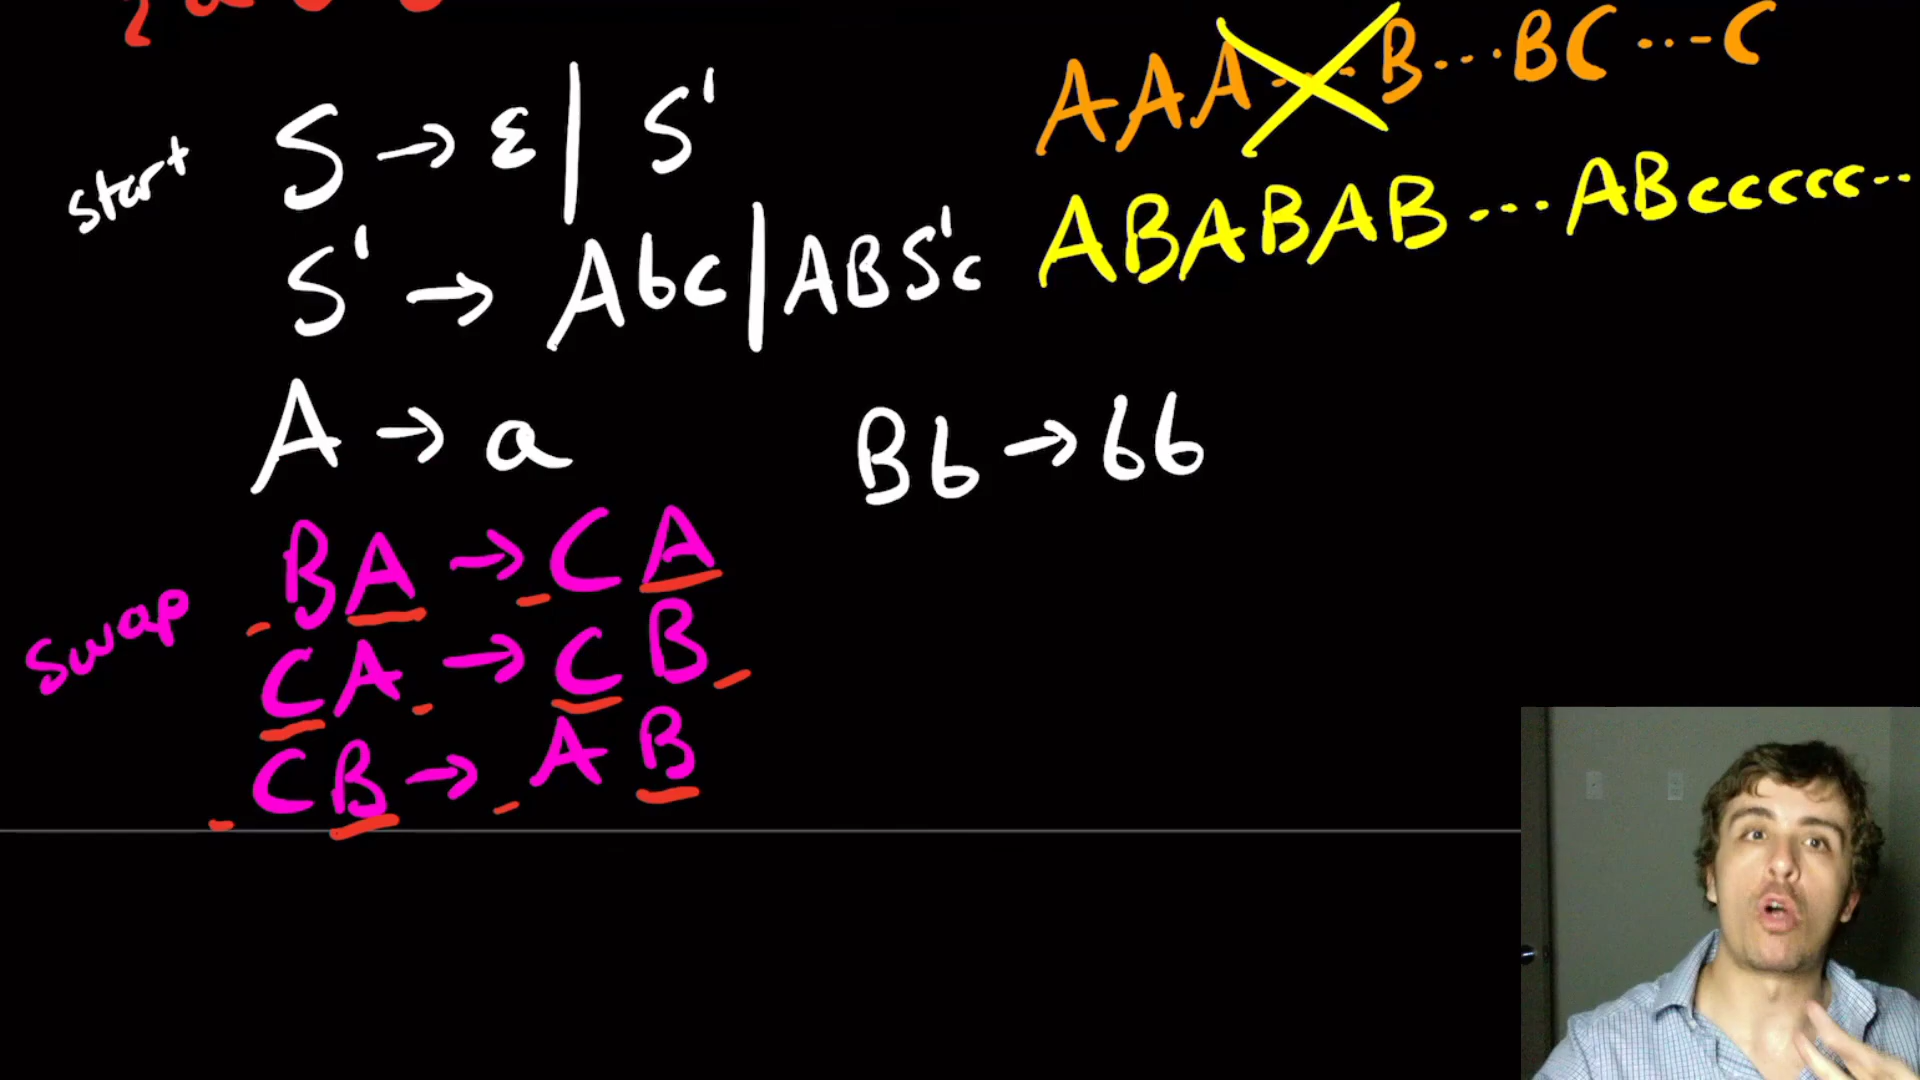 AAA...B...BC...C
start S → ε | S'
ABABAB...ABccccc..
S' → Abc | ABS'c
A → a Bb → bb
swap
BA → CA
CA → CB
CB → AB